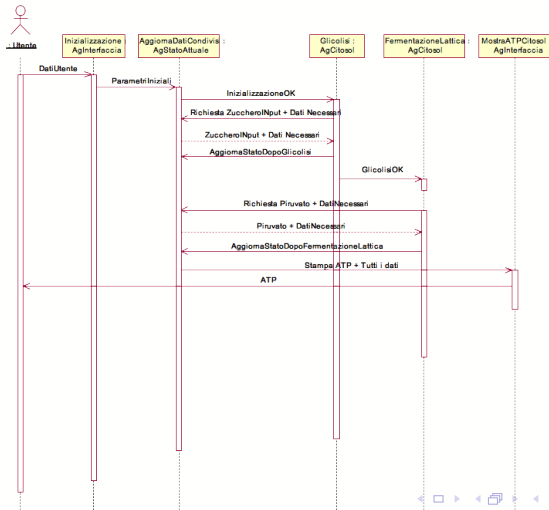 : Utente
Inizializzazione :
AgInterfaccia
AggiornaDatiCondivisi :
AgStatoAttuale
Glicolisi :
AgCitosol
FermentazioneLattica :
AgCitosol
MostraATPCitosol
AgInterfaccia
DatiUtente
ParametriIniziali
InizializzazioneOK
Richiesta ZuccheroINput + Dati Necessari
ZuccheroINput + Dati Necessari
AggiornaStatoDopoGlicolisi
GlicolisiOK
Richiesta Piruvato + DatiNecessari
Piruvato + DatiNecessari
AggiornaStatoDopoFermentazioneLattica
Stampa ATP + Tutti i dati
ATP